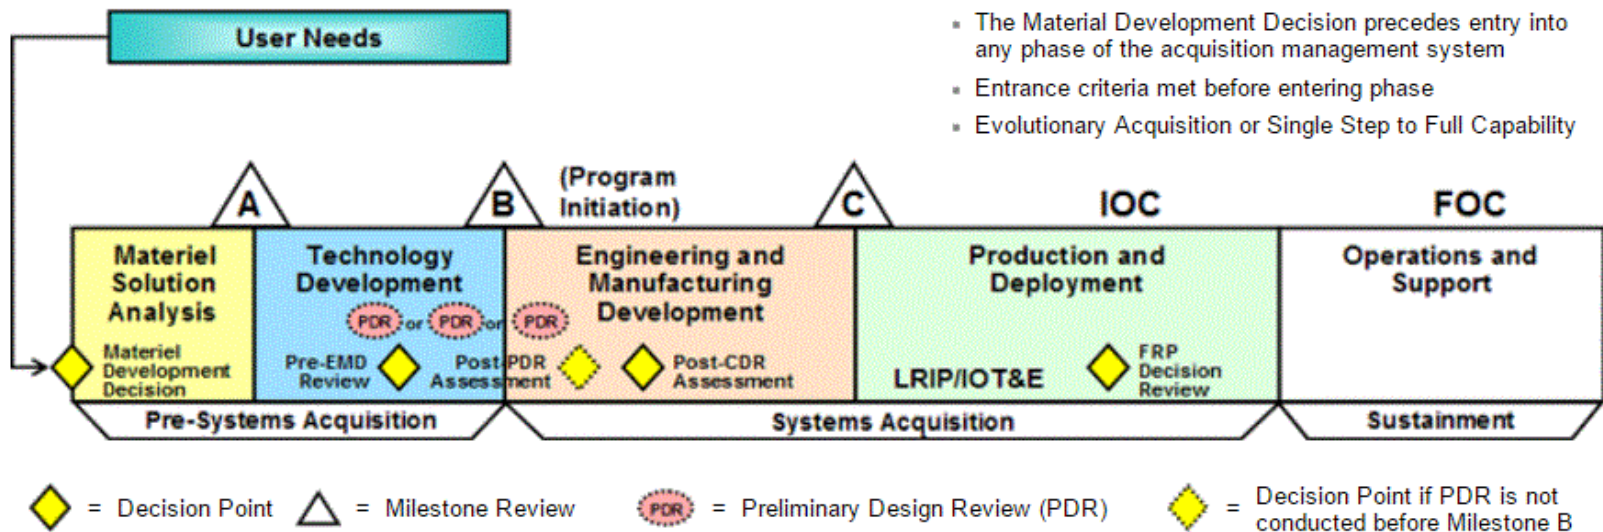 User Needs
The Material Development Decision precedes entry into
any phase of the acquisition management system
Entrance criteria met before entering phase
Evolutionary Acquisition or Single Step to Full Capability
A
B
(Program
Initiation)
C
IOC
FOC
Materiel
Solution
Analysis
Technology
Development
Engineering and
Manufacturing
Development
Production and
Deployment
Operations and
Support
PDR or PDR or PDR
Materiel
Development
Decision
Pre-EMD
Review
Post-PDR
Assessment
Post-CDR
Assessment
LRIP/IOT&E
FRP
Decision
Review
Pre-Systems Acquisition
Systems Acquisition
Sustainment
= Decision Point
= Milestone Review
PDR = Preliminary Design Review (PDR)
= Decision Point if PDR is not
conducted before Milestone B